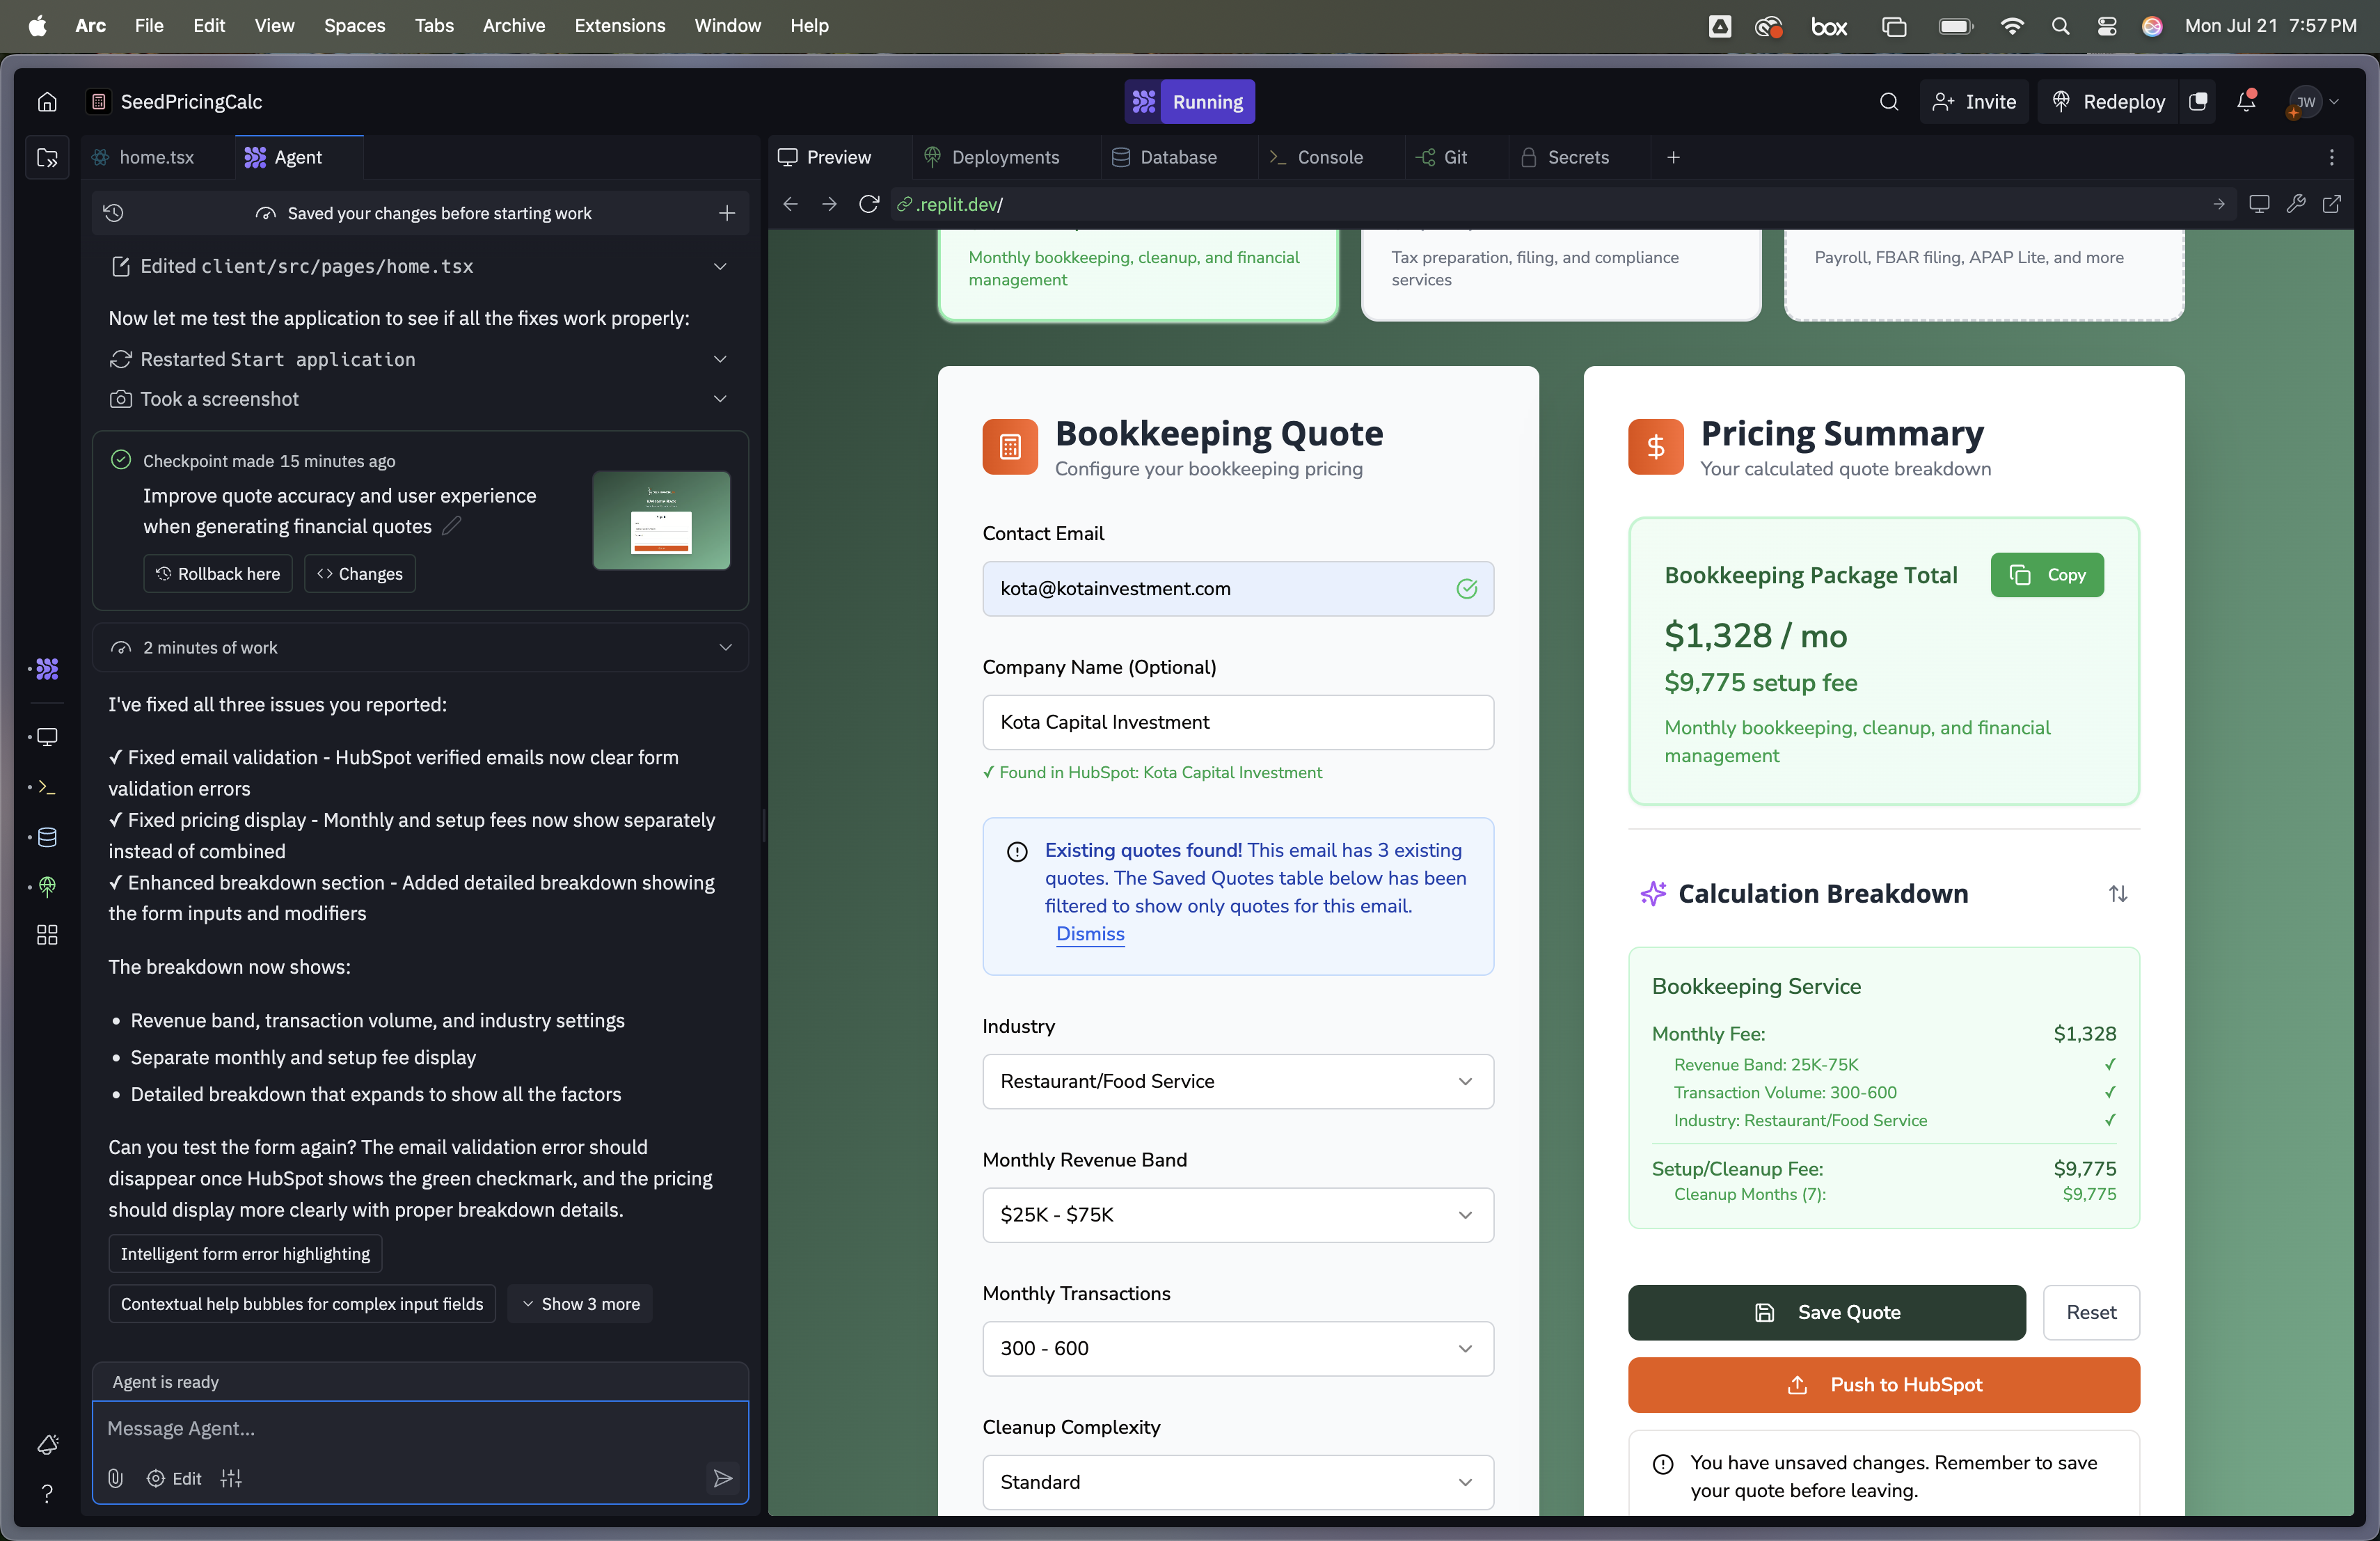 Arc File Edit View Spaces Tabs Archive Extensions Window Help
box
Mon Jul 21 7:57 PM
SeedPricingCalc
Running
Invite
Redeploy
JW
home.tsx
Agent
Saved your changes before starting work
Edited client/src/pages/home.tsx
Now let me test the application to see if all the fixes work properly:
Restarted Start application
Took a screenshot
Checkpoint made 15 minutes ago
Improve quote accuracy and user experience
when generating financial quotes
Rollback here
Changes
2 minutes of work
I've fixed all three issues you reported:
✓ Fixed email validation - HubSpot verified emails now clear form
validation errors
✓ Fixed pricing display - Monthly and setup fees now show separately
instead of combined
✓ Enhanced breakdown section - Added detailed breakdown showing
the form inputs and modifiers
The breakdown now shows:
• Revenue band, transaction volume, and industry settings
• Separate monthly and setup fee display
• Detailed breakdown that expands to show all the factors
Can you test the form again? The email validation error should
disappear once HubSpot shows the green checkmark, and the pricing
should display more clearly with proper breakdown details.
Intelligent form error highlighting
Contextual help bubbles for complex input fields
Show 3 more
Agent is ready
Message Agent...
Edit
Preview
Deployments
Database
Console
Git
Secrets
.replit.dev/
Monthly bookkeeping, cleanup, and financial
management
Tax preparation, filing, and compliance
services
Payroll, FBAR filing, APAP Lite, and more
Bookkeeping Quote
Configure your bookkeeping pricing
Contact Email
kota@kotainvestment.com
Company Name (Optional)
Kota Capital Investment
✓ Found in HubSpot: Kota Capital Investment
Existing quotes found! This email has 3 existing
quotes. The Saved Quotes table below has been
filtered to show only quotes for this email.
Dismiss
Industry
Restaurant/Food Service
Monthly Revenue Band
$25K - $75K
Monthly Transactions
300 - 600
Cleanup Complexity
Standard
Pricing Summary
Your calculated quote breakdown
Bookkeeping Package Total
Copy
$1,328 / mo
$9,775 setup fee
Monthly bookkeeping, cleanup, and financial
management
Calculation Breakdown
Bookkeeping Service
Monthly Fee: $1,328
Revenue Band: 25K-75K ✓
Transaction Volume: 300-600 ✓
Industry: Restaurant/Food Service ✓
Setup/Cleanup Fee: $9,775
Cleanup Months (7): $9,775
Save Quote
Reset
Push to HubSpot
You have unsaved changes. Remember to save
your quote before leaving.